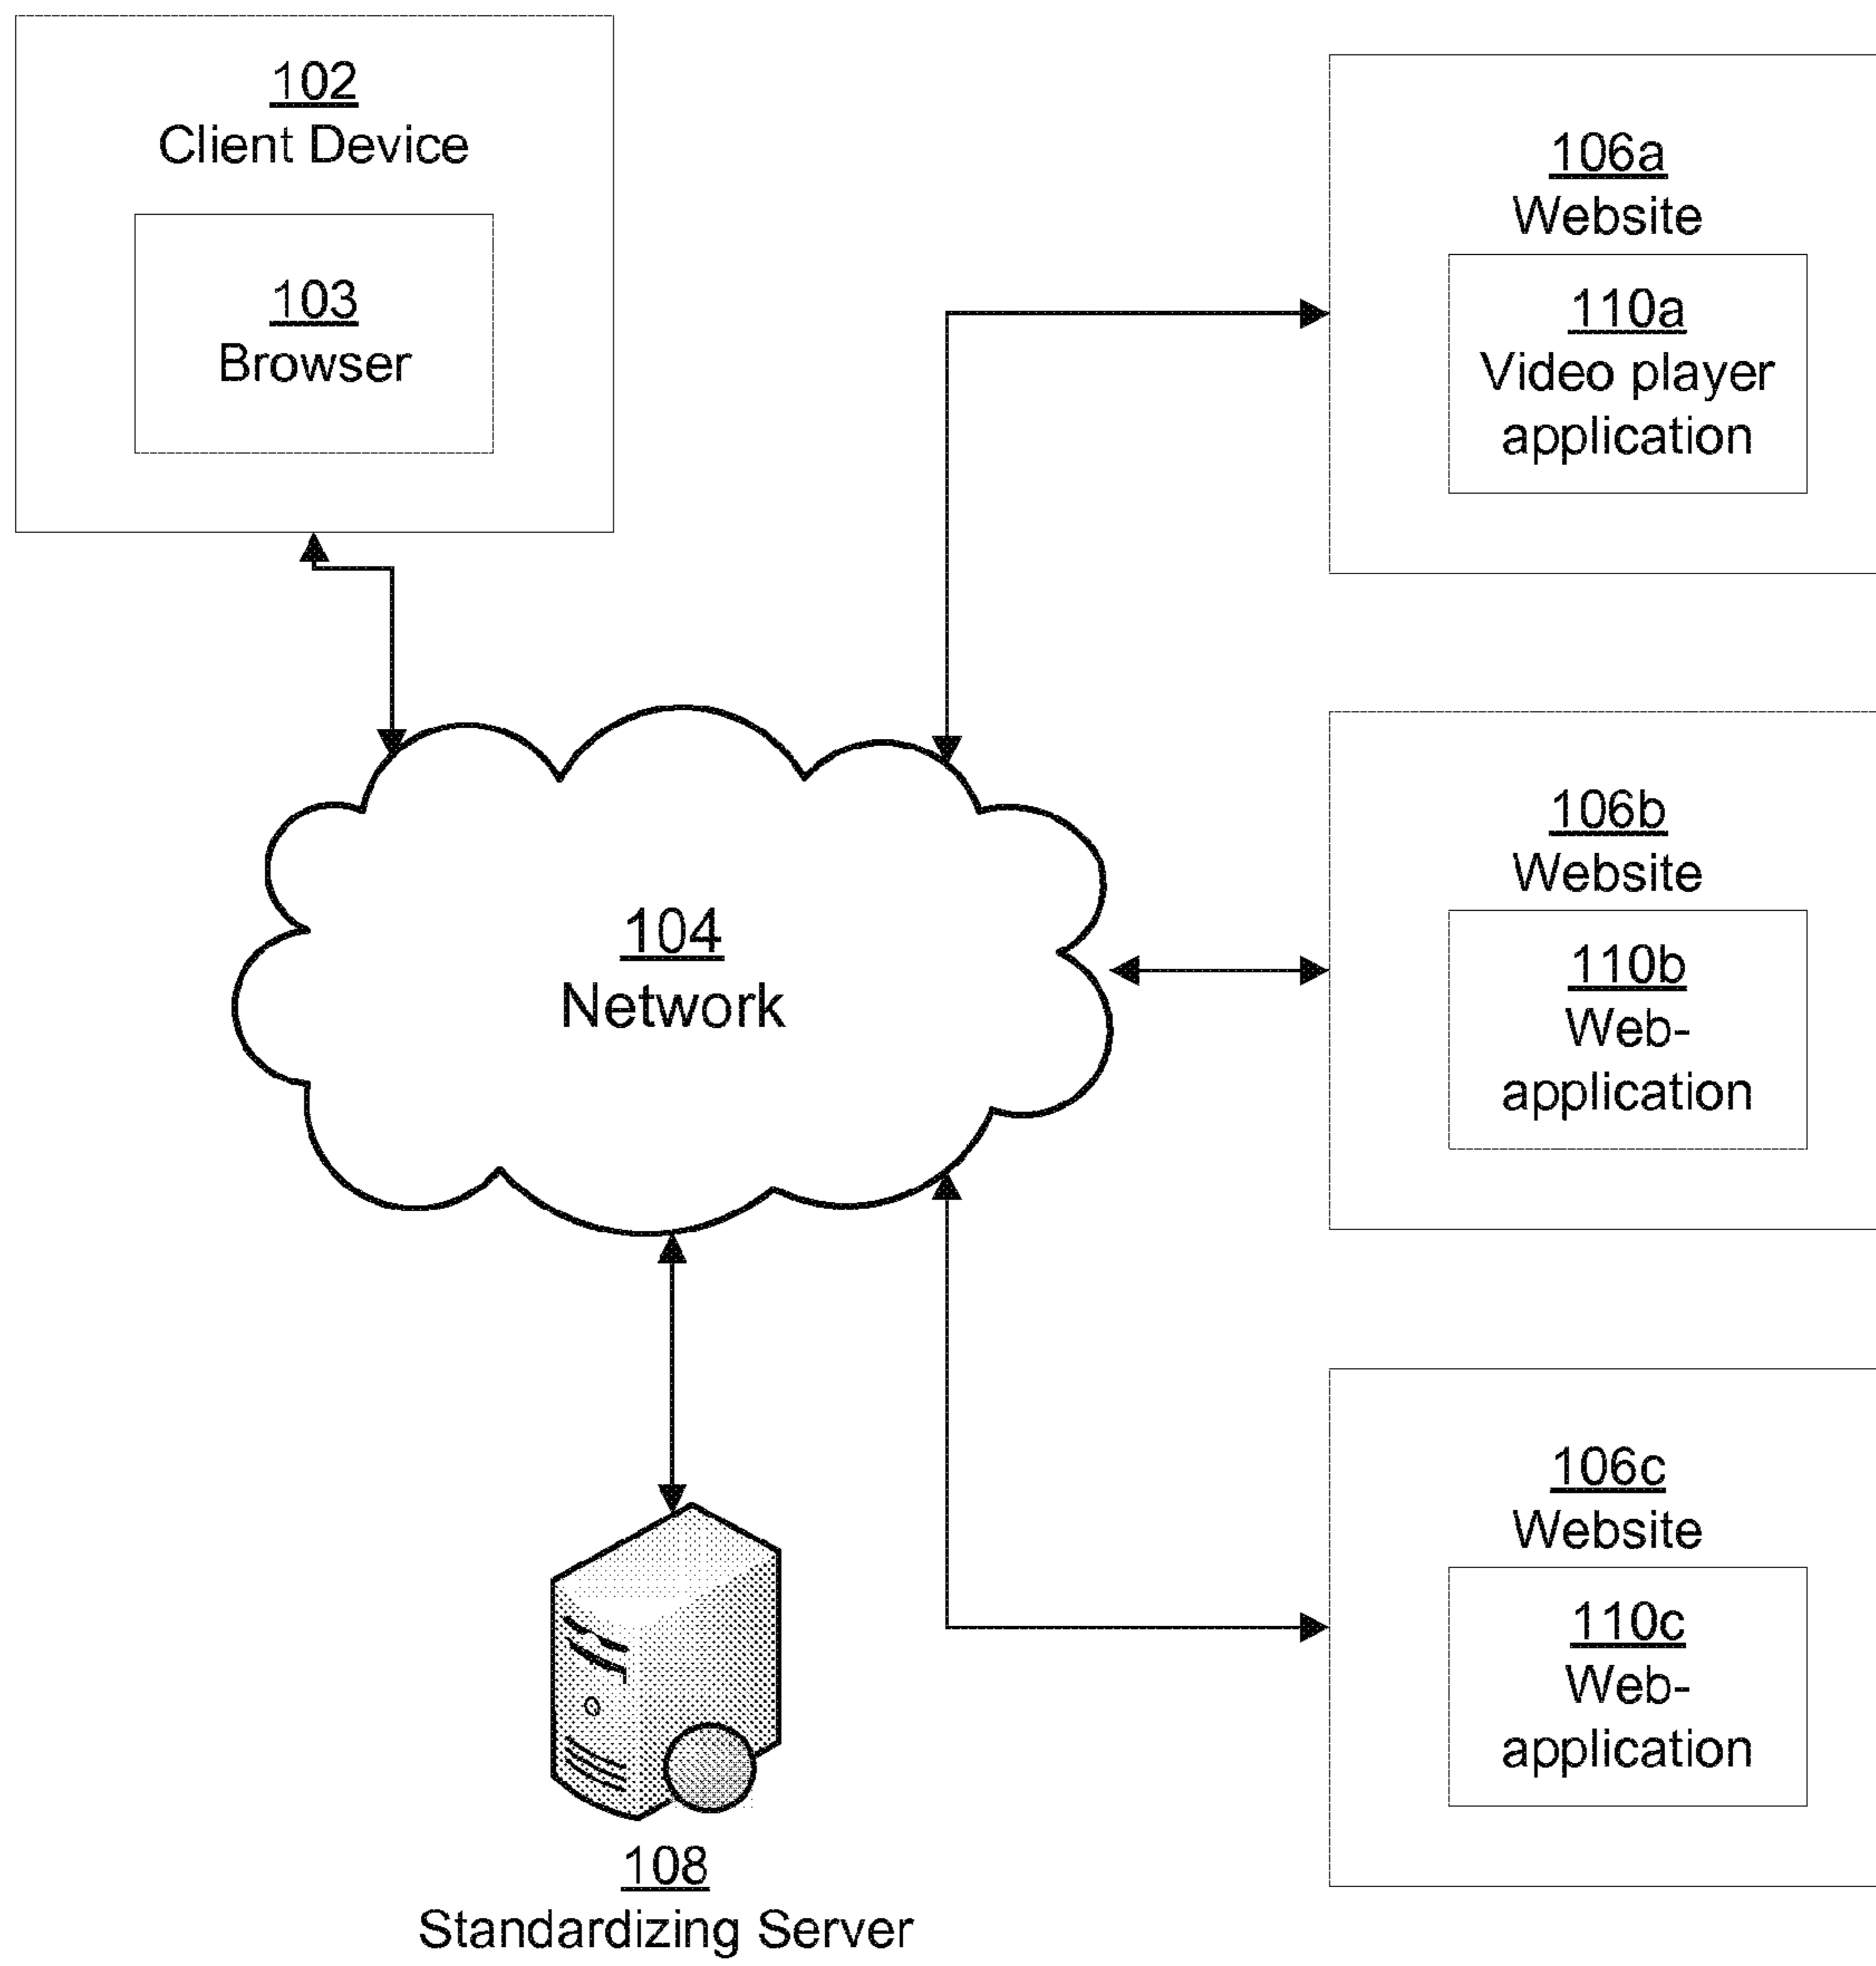 102
Client Device
103
Browser
106a
Website
110a
Video player
application
104
Network
106b
Website
110b
Web-
application
106c
Website
110c
Web-
application
108
Standardizing Server